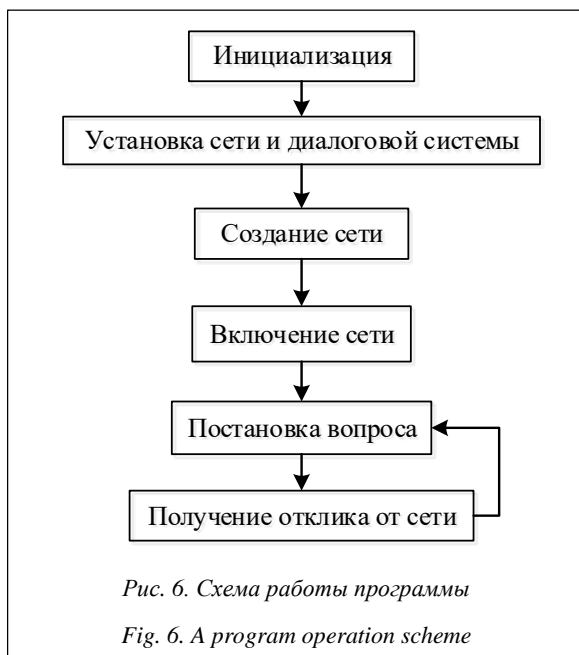 Инициализация
Установка сети и диалоговой системы
Создание сети
Включение сети
Постановка вопроса
Получение отклика от сети
Рис. 6. Схема работы программы
Fig. 6. A program operation scheme